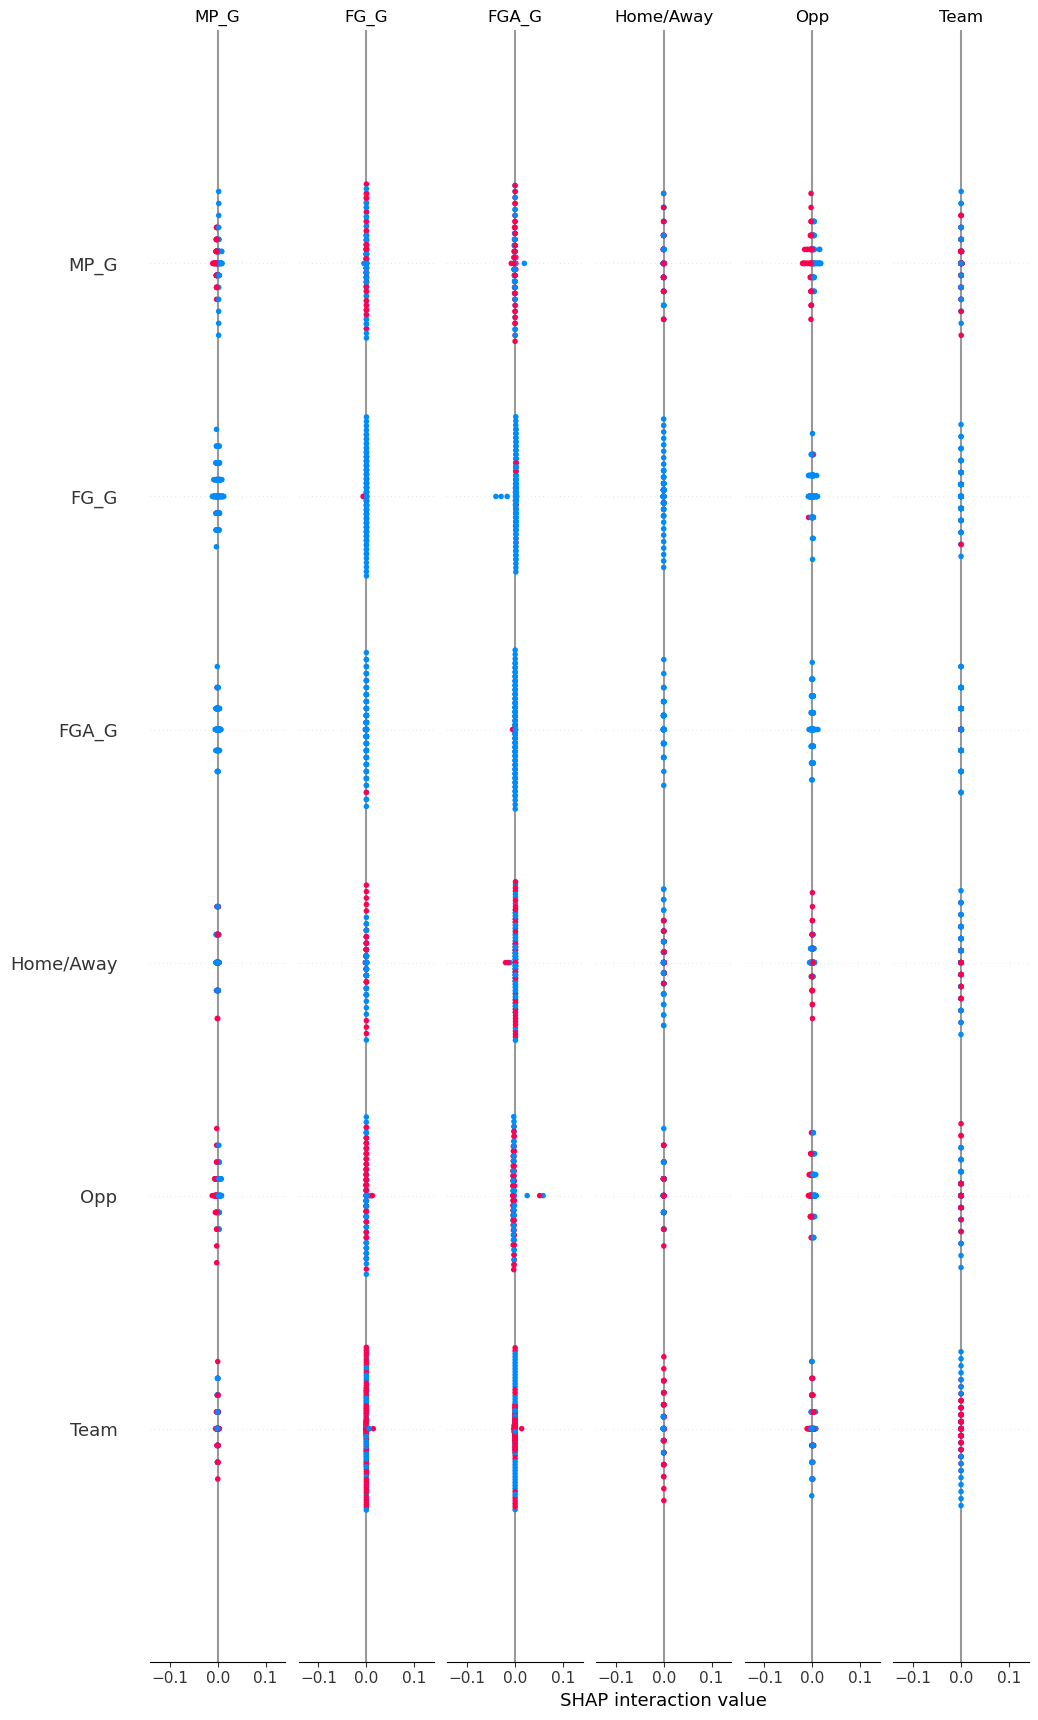 MP_G FG_G FGA_G Home/Away Opp Team
MP_G
FG_G
FGA_G
Home/Away
Opp
Team
−0.1 0.0 0.1 −0.1 0.0 0.1 −0.1 0.0 0.1 −0.1 0.0 0.1 −0.1 0.0 0.1 −0.1 0.0 0.1
SHAP interaction value